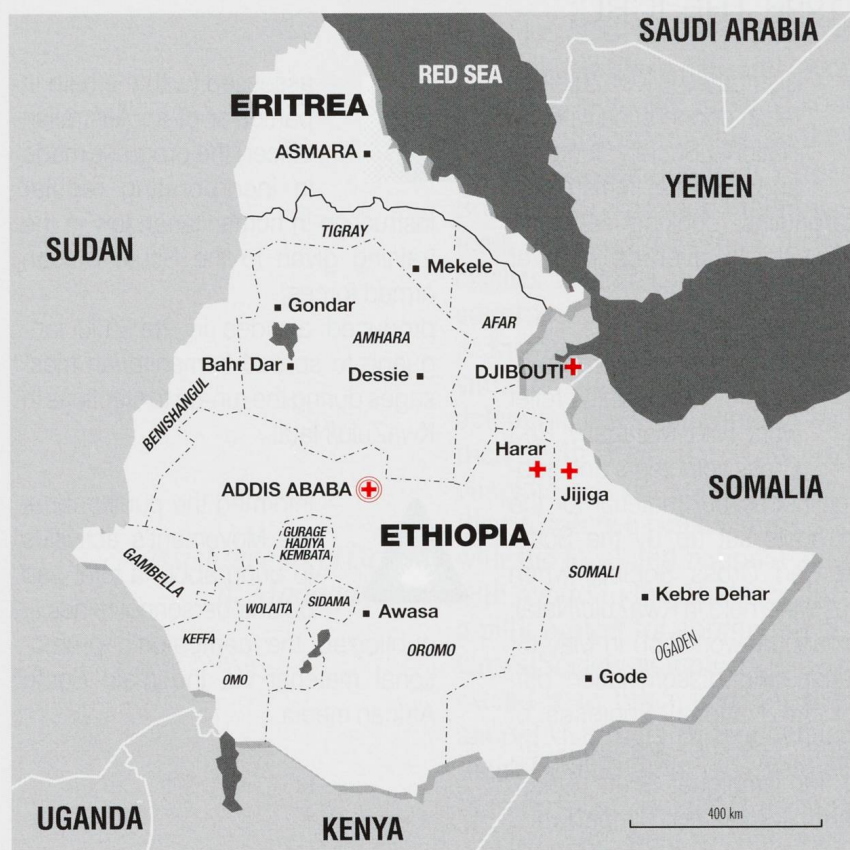 SAUDI ARABIA
RED SEA
ERITREA
ASMARA
YEMEN
SUDAN
TIGRAY
Mekele
Gondar
AFAR
AMHARA
Bahr Dar
Dessie
DJIBOUTI
BENISHANGUL
Harar
ADDIS ABABA
Jijiga
SOMALIA
ETHIOPIA
GURAGE
HADIYA
KEMBATA
GAMBELLA
SOMALI
Kebre Dehar
WOLAITA
SIDAMA
Awasa
KEFFA
OROMO
OGADEN
OMO
Gode
UGANDA
KENYA
400 km